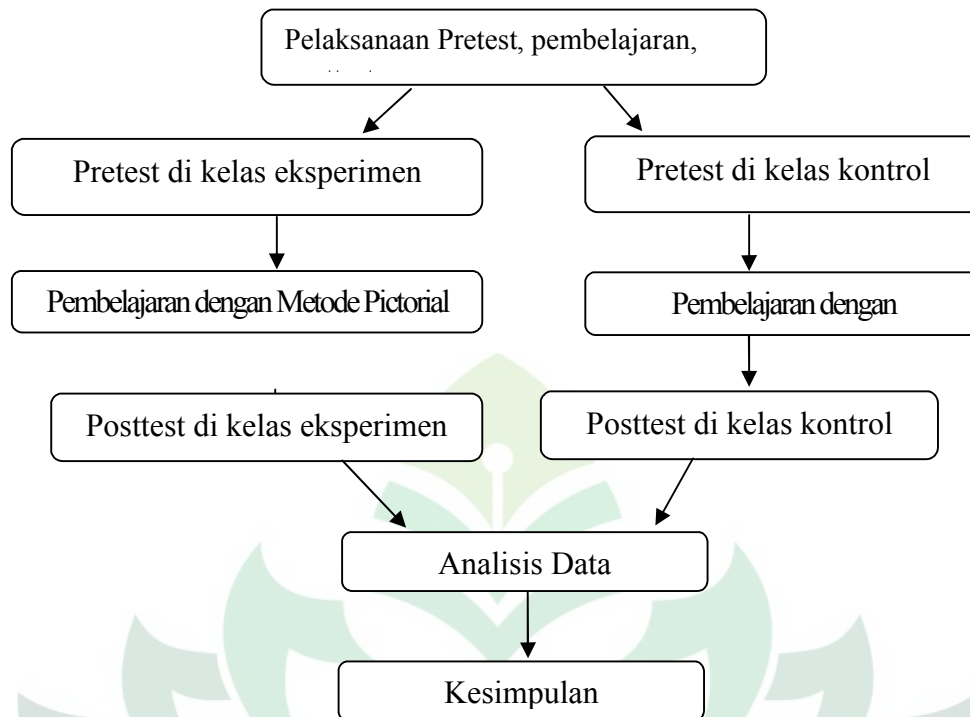 Pelaksanaan Pretest, pembelajaran,
Pretest di kelas eksperimen
Pretest di kelas kontrol
Pembelajaran dengan Metode Pictorial
Pembelajaran dengan
Posttest di kelas eksperimen
Posttest di kelas kontrol
Analisis Data
Kesimpulan